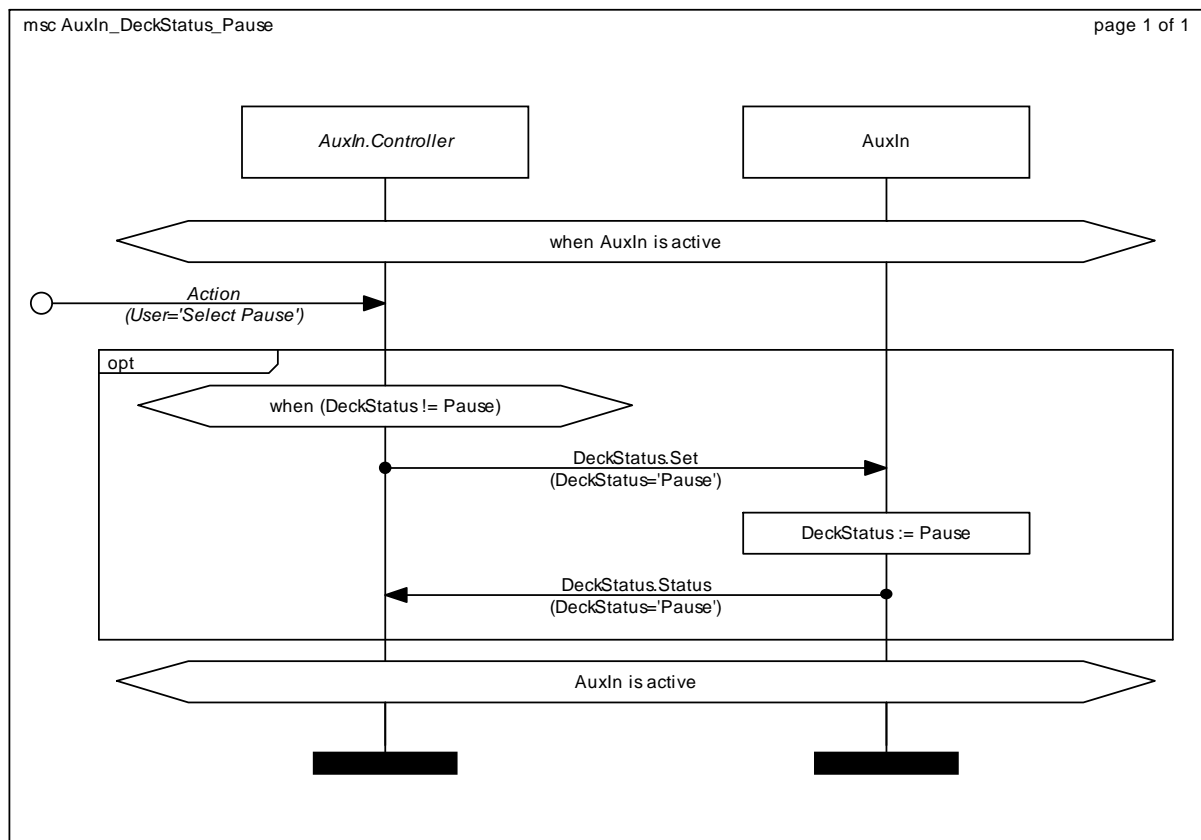 msc AuxIn_DeckStatus_Pause
page 1 of 1
AuxIn.Controller
AuxIn
when AuxIn is active
Action
(User='Select Pause')
opt
when (DeckStatus != Pause)
DeckStatus.Set
(DeckStatus='Pause')
DeckStatus := Pause
DeckStatus.Status
(DeckStatus='Pause')
AuxIn is active